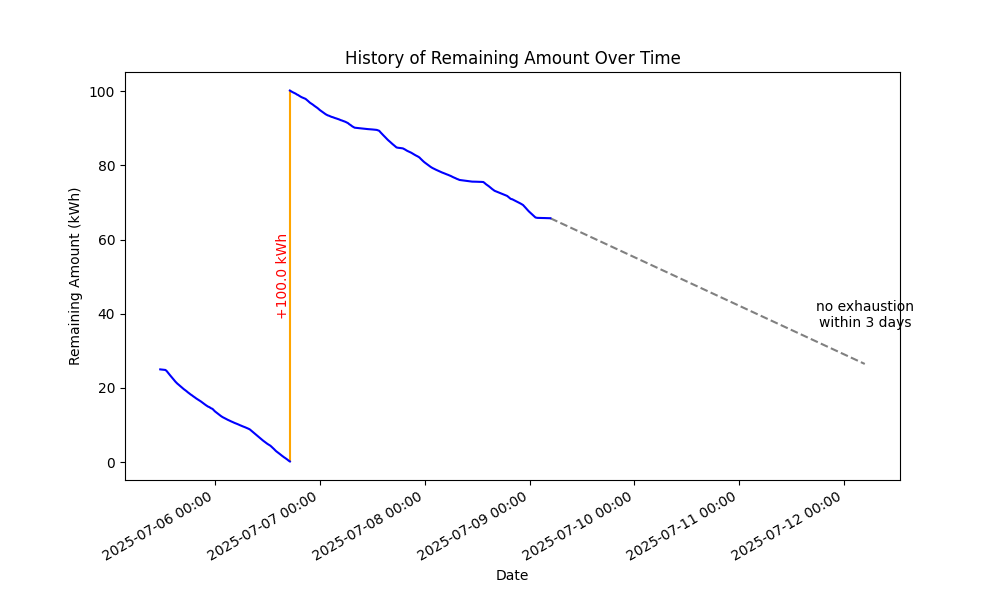 History of Remaining Amount Over Time
Remaining Amount (kWh)
100
80
60
40
20
0
+100.0 kWh
no exhaustion
within 3 days
2025-07-06 00:00
2025-07-07 00:00
2025-07-08 00:00
2025-07-09 00:00
2025-07-10 00:00
2025-07-11 00:00
2025-07-12 00:00
Date